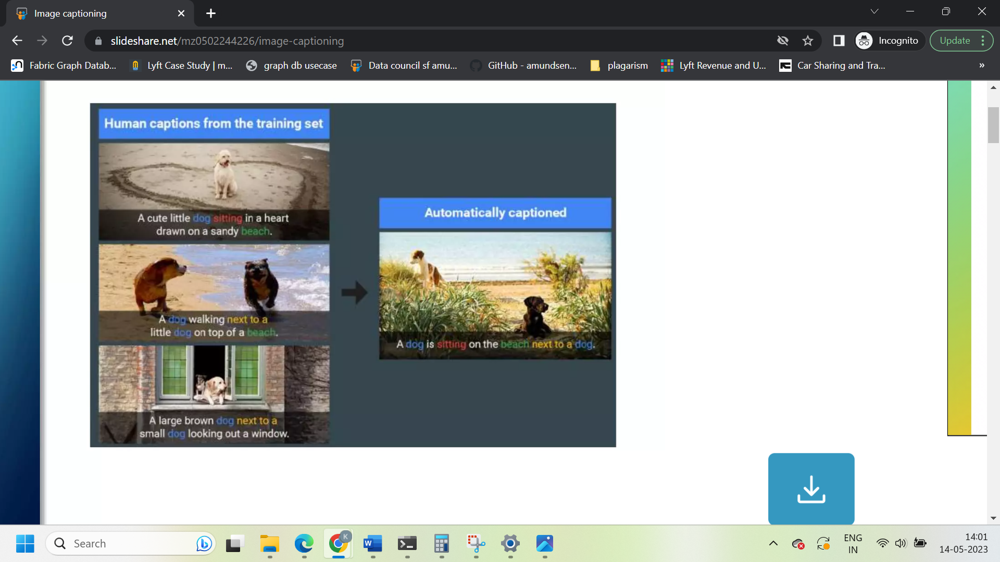 Image captioning
slideshare.net/mz0502244226/image-captioning
Incognito
Update
Fabric Graph Datab...
Lyft Case Study | m...
graph db usecase
Data council sf amu...
GitHub - amundsen...
plagarism
Lyft Revenue and U...
Car Sharing and Tra...
»
Human captions from the training set
A cute little dog sitting in a heart
drawn on a sandy beach.
A dog walking next to a
little dog on top of a beach.
A large brown dog next to a
small dog looking out a window.
Automatically captioned
A dog is sitting on the beach next to a dog.
Search
K
W
ENG
IN
14:01
14-05-2023